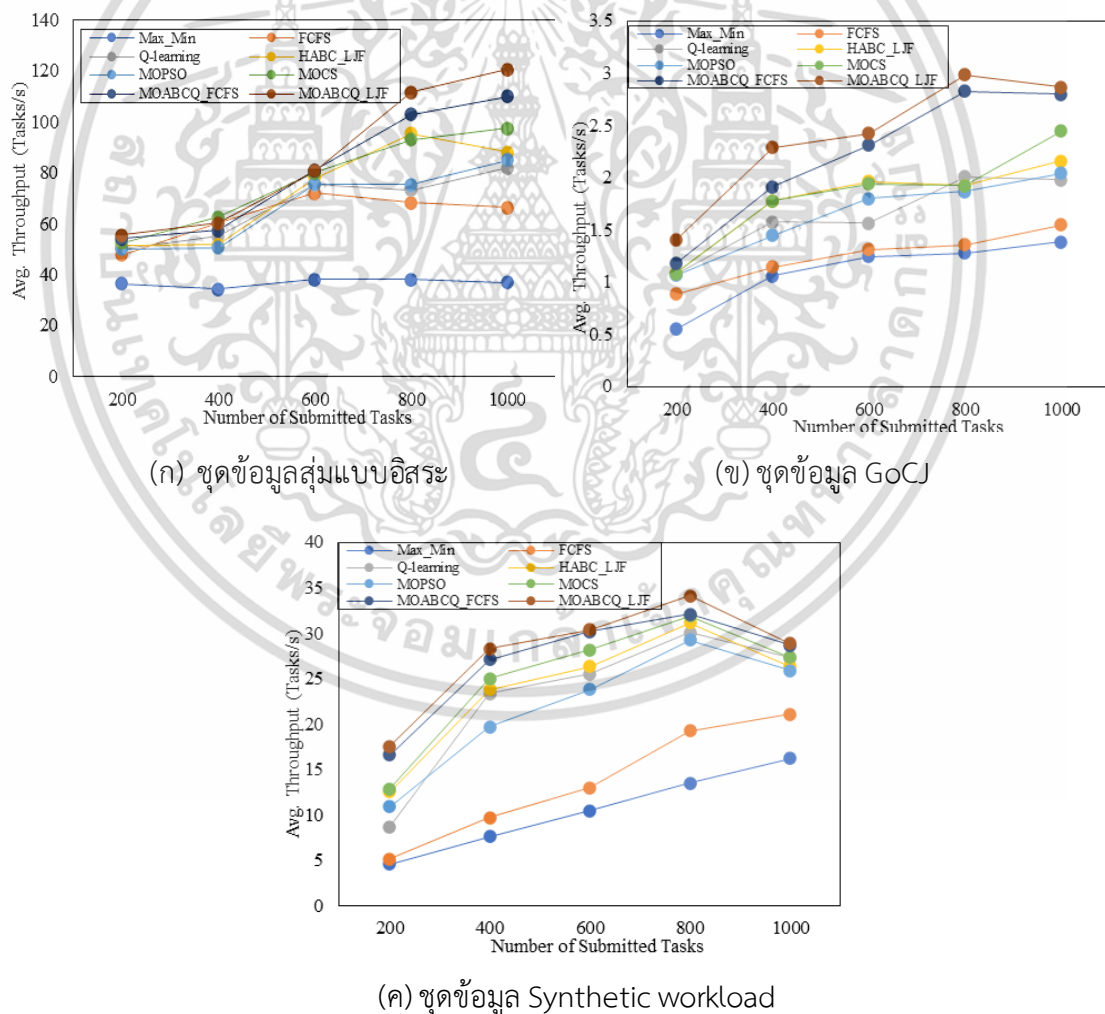 140
120
100
80
60
40
20
0
Avg. Throughput (Tasks/s)
Max_Min
FCFS
Q-learning
HABC_LJF
MOPSO
MOCS
MOABCQ_FCFS
MOABCQ_LJF
200 400 600 800 1000
Number of Submitted Tasks
(ก) ชุดข้อมูลสุ่มแบบอิสระ
3.5
3
2.5
2
1.5
1
0.5
0
Avg. Throughput (Tasks/s)
Max_Min
FCFS
Q-learning
HABC_LJF
MOPSO
MOCS
MOABCQ_FCFS
MOABCQ_LJF
200 400 600 800 1000
Number of Submitted Tasks
(ข) ชุดข้อมูล GoCJ
40
35
30
25
20
15
10
5
0
Avg. Throughput (Tasks/s)
Max_Min
FCFS
Q-learning
HABC_LJF
MOPSO
MOCS
MOABCQ_FCFS
MOABCQ_LJF
200 400 600 800 1000
Number of Submitted Tasks
(ค) ชุดข้อมูล Synthetic workload